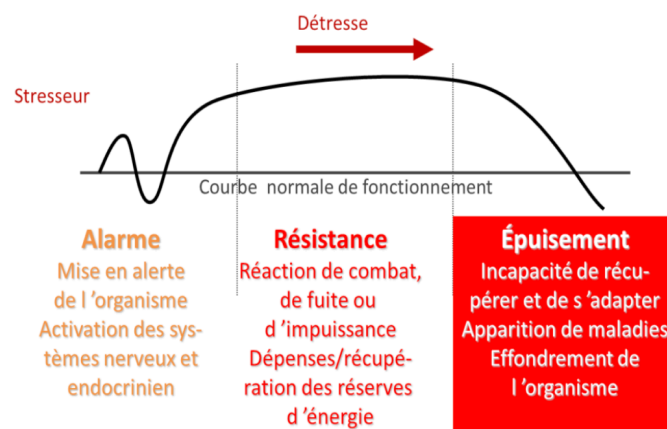 Détresse
Stresseur
Courbe normale de fonctionnement
Alarme
Mise en alerte
de l ’organisme
Activation des sys-
tèmes nerveux et
endocrinien
Résistance
Réaction de combat,
de fuite ou
d ’impuissance
Dépenses/récupé-
ration des réserves
d ’énergie
Épuisement
Incapacité de récu-
pérer et de s ’adapter
Apparition de maladies
Effondrement de
l ’organisme